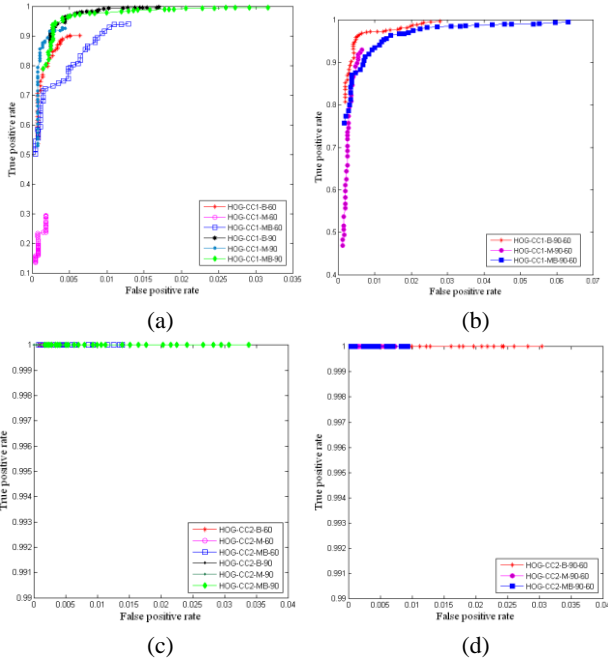 1
0.9
0.8
0.7
0.6
0.5
0.4
0.3
0.2
0.1
0 0.005 0.01 0.015 0.02 0.025 0.03 0.035
True positive rate
False positive rate
HOG-CC1-B-60
HOG-CC1-M-60
HOG-CC1-MB-60
HOG-CC1-B-90
HOG-CC1-M-90
HOG-CC1-MB-90
(a)
1
0.9
0.8
0.7
0.6
0.5
0.4
0 0.01 0.02 0.03 0.04 0.05 0.06 0.07
True positive rate
False positive rate
HOG-CC1-B-90-60
HOG-CC1-M-90-60
HOG-CC1-MB-90-60
(b)
1
0.999
0.998
0.997
0.996
0.995
0.994
0.993
0.992
0.991
0.99
0 0.005 0.01 0.015 0.02 0.025 0.03 0.035 0.04
True positive rate
False positive rate
HOG-CC2-B-60
HOG-CC2-M-60
HOG-CC2-MB-60
HOG-CC2-B-90
HOG-CC2-M-90
HOG-CC2-MB-90
(c)
1
0.999
0.998
0.997
0.996
0.995
0.994
0.993
0.992
0.991
0.99
0 0.005 0.01 0.015 0.02 0.025 0.03 0.035 0.04
True positive rate
False positive rate
HOG-CC2-B-90-60
HOG-CC2-M-90-60
HOG-CC2-MB-90-60
(d)